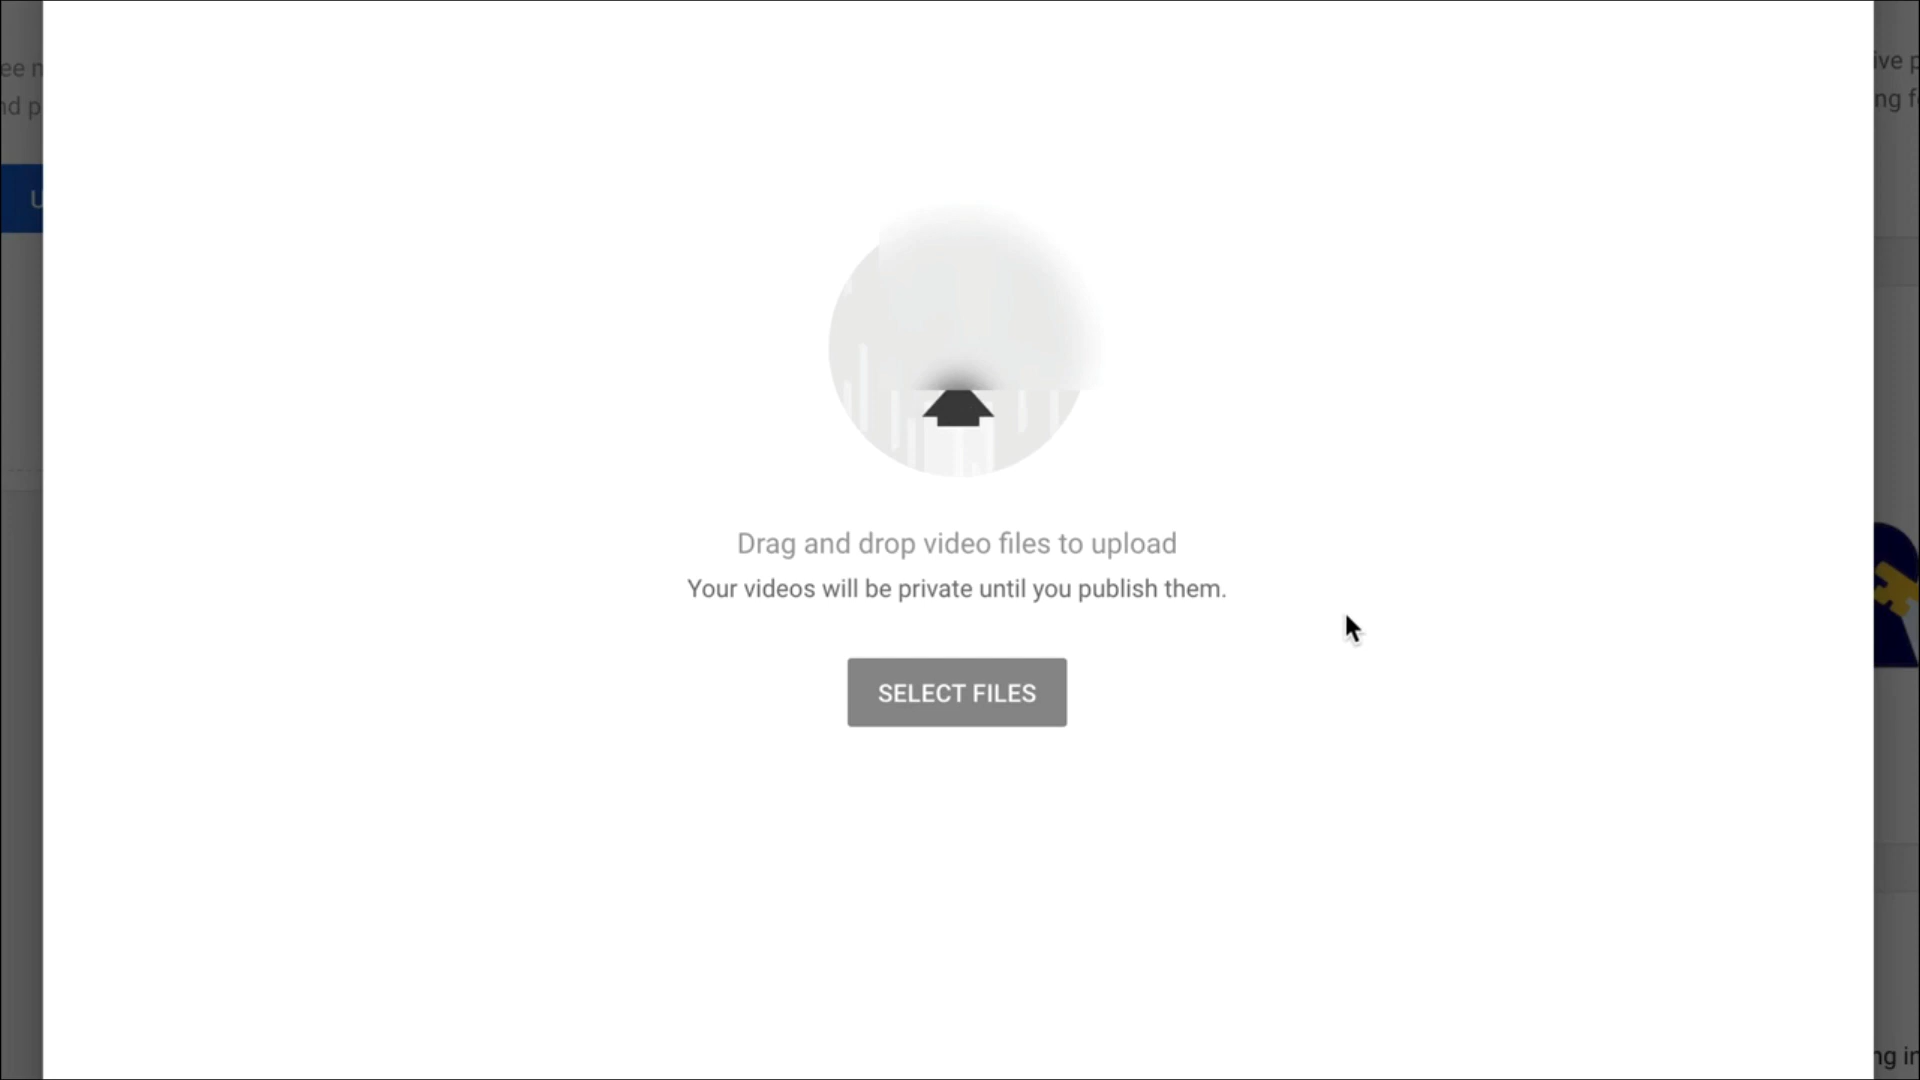 Drag and drop video files to upload
Your videos will be private until you publish them.
SELECT FILES